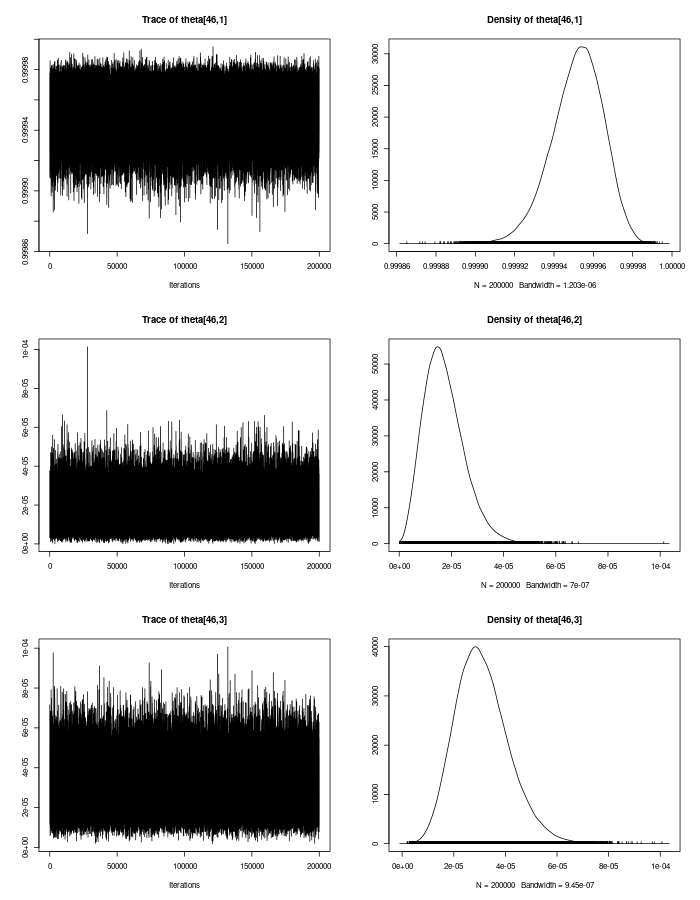 Trace of theta[46,1]
0.99986 0.99990 0.99994 0.99998
0 50000 100000 150000 200000
Iterations
Density of theta[46,1]
0 5000 10000 15000 20000 25000 30000
0.99986 0.99988 0.99990 0.99992 0.99994 0.99996 0.99998 1.00000
N = 200000 Bandwidth = 1.203e-06
Trace of theta[46,2]
0e+00 2e-05 4e-05 6e-05 8e-05 1e-04
0 50000 100000 150000 200000
Iterations
Density of theta[46,2]
0 10000 20000 30000 40000 50000
0e+00 2e-05 4e-05 6e-05 8e-05 1e-04
N = 200000 Bandwidth = 7e-07
Trace of theta[46,3]
0e+00 2e-05 4e-05 6e-05 8e-05 1e-04
0 50000 100000 150000 200000
Iterations
Density of theta[46,3]
0 10000 20000 30000 40000
0e+00 2e-05 4e-05 6e-05 8e-05 1e-04
N = 200000 Bandwidth = 9.45e-07